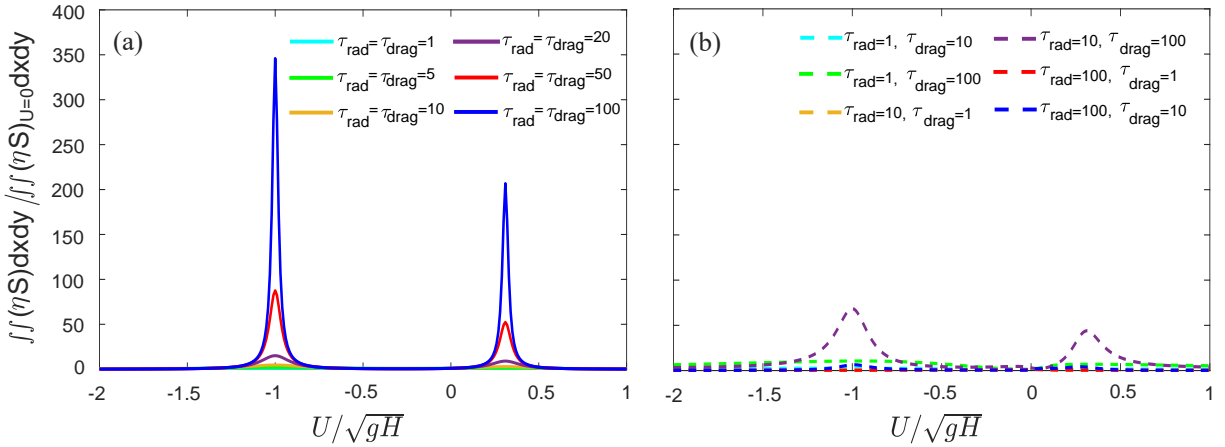 ∫∫(ηS)dxdy /∫∫(ηS)U=0dxdy
400
350
300
250
200
150
100
50
0
(a)
τrad=τdrag=1
τrad=τdrag=5
τrad=τdrag=10
τrad=τdrag=20
τrad=τdrag=50
τrad=τdrag=100
-2 -1.5 -1 -0.5 0 0.5 1
U/√gH
(b)
τrad=1, τdrag=10
τrad=1, τdrag=100
τrad=10, τdrag=1
τrad=10, τdrag=100
τrad=100, τdrag=1
τrad=100, τdrag=10
-2 -1.5 -1 -0.5 0 0.5 1
U/√gH